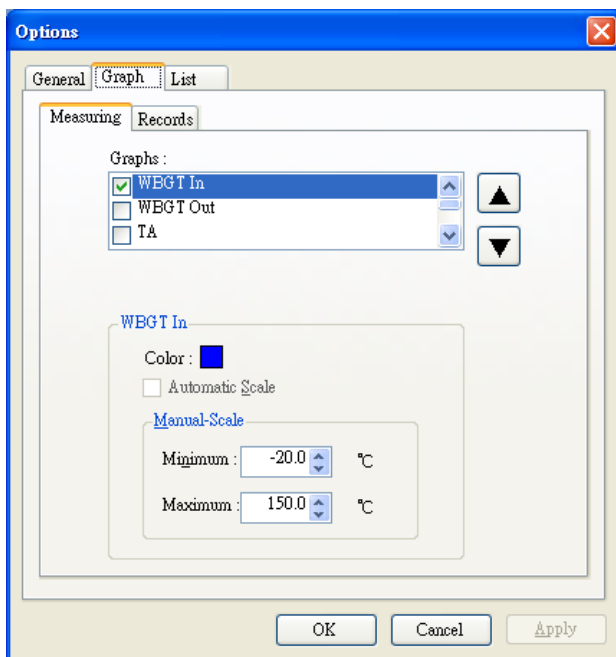 Options
General Graph List
Measuring Records
Graphs :
WBGT In
WBGT Out
TA
WBGT In
Color :
Automatic Scale
Manual-Scale
Minimum : -20.0 ℃
Maximum : 150.0 ℃
OK Cancel Apply